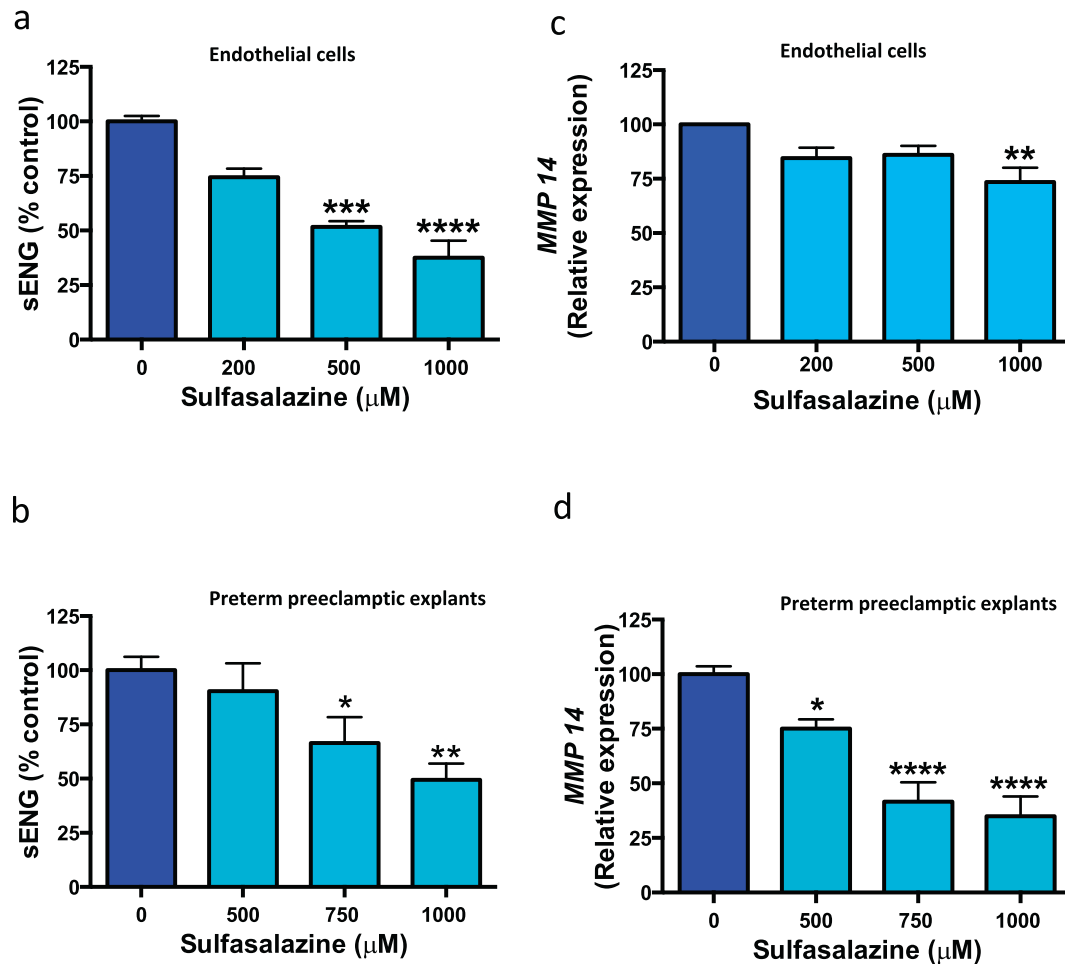 a
Endothelial cells
sENG (% control)
125
100
75
50
25
0
***
****
0 200 500 1000
Sulfasalazine (μM)
c
Endothelial cells
MMP 14
(Relative expression)
125
100
75
50
25
0
**
0 200 500 1000
Sulfasalazine (μM)
b
Preterm preeclamptic explants
sENG (% control)
125
100
75
50
25
0
*
**
0 500 750 1000
Sulfasalazine (μM)
d
Preterm preeclamptic explants
MMP 14
(Relative expression)
125
100
75
50
25
0
*
****
****
0 500 750 1000
Sulfasalazine (μM)